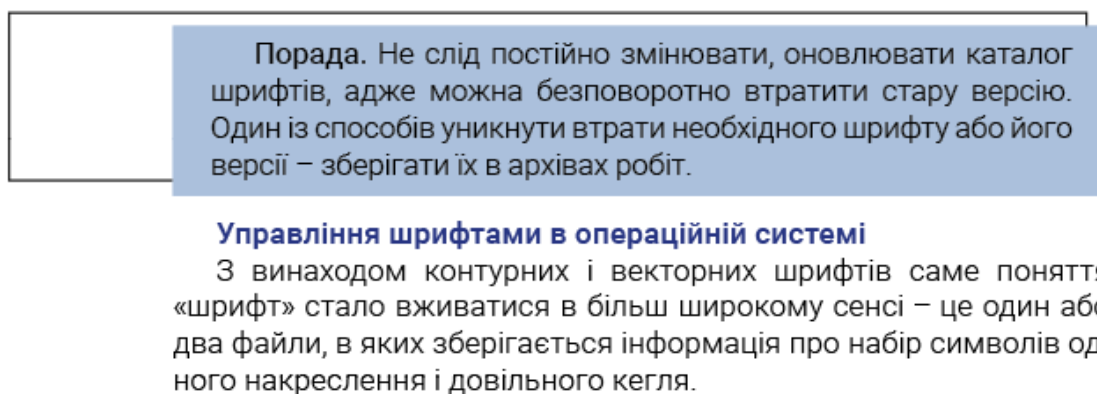 Порада. Не слід постійно змінювати, оновлювати каталог
шрифтів, адже можна безповоротно втратити стару версію.
Один із способів уникнути втрати необхідного шрифту або його
версії – зберігати їх в архівах робіт.
Управління шрифтами в операційній системі
З винаходом контурних і векторних шрифтів саме поняття
«шрифт» стало вживатися в більш широкому сенсі – це один або
два файли, в яких зберігається інформація про набір символів од
ного накреслення і довільного кегля.